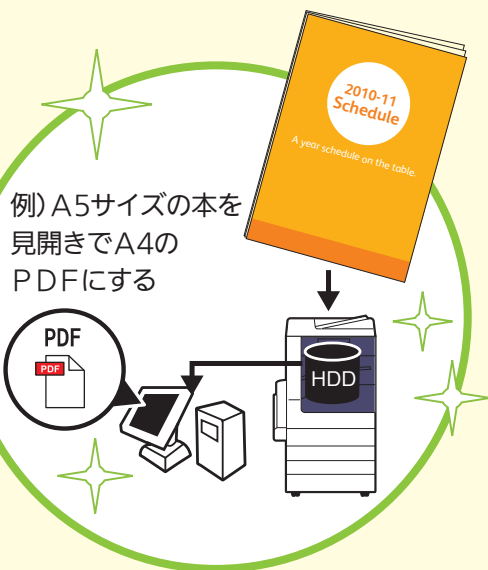 2010-11
Schedule
A year schedule on the table.
例）A5サイズの本を
見開きでA4の
ＰＤＦにする
PDF
PDF
HDD